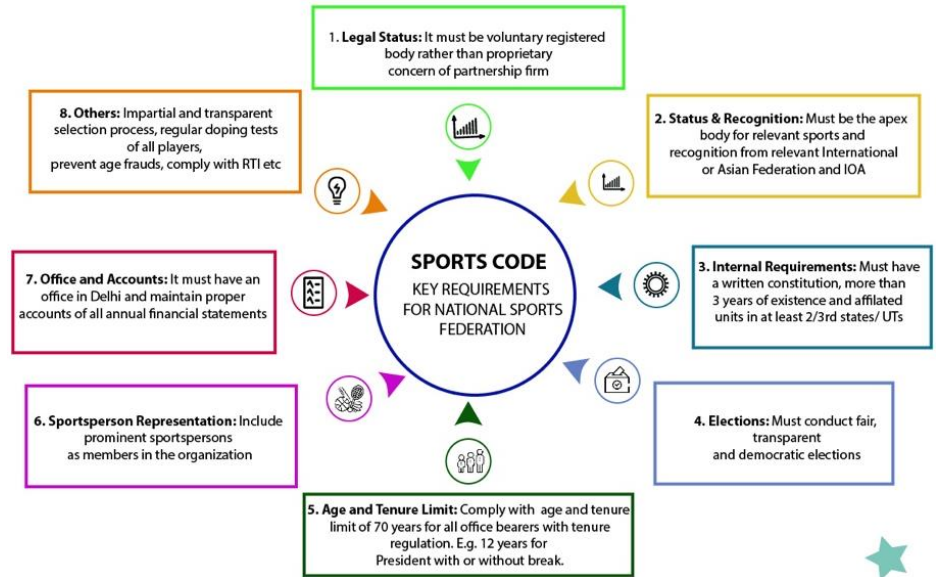 SPORTS CODE
KEY REQUIREMENTS
FOR NATIONAL SPORTS
FEDERATION
1. Legal Status: It must be voluntary registered
body rather than proprietary
concern of partnership firm
2. Status & Recognition: Must be the apex
body for relevant sports and
recognition from relevant International
or Asian Federation and IOA
3. Internal Requirements: Must have
a written constitution, more than
3 years of existence and affilated
units in at least 2/3rd states/ UTs
4. Elections: Must conduct fair,
transparent
and democratic elections
5. Age and Tenure Limit: Comply with age and tenure
limit of 70 years for all office bearers with tenure
regulation. E.g. 12 years for
President with or without break.
6. Sportsperson Representation: Include
prominent sportspersons
as members in the organization
7. Office and Accounts: It must have an
office in Delhi and maintain proper
accounts of all annual financial statements
8. Others: Impartial and transparent
selection process, regular doping tests
of all players,
prevent age frauds, comply with RTI etc